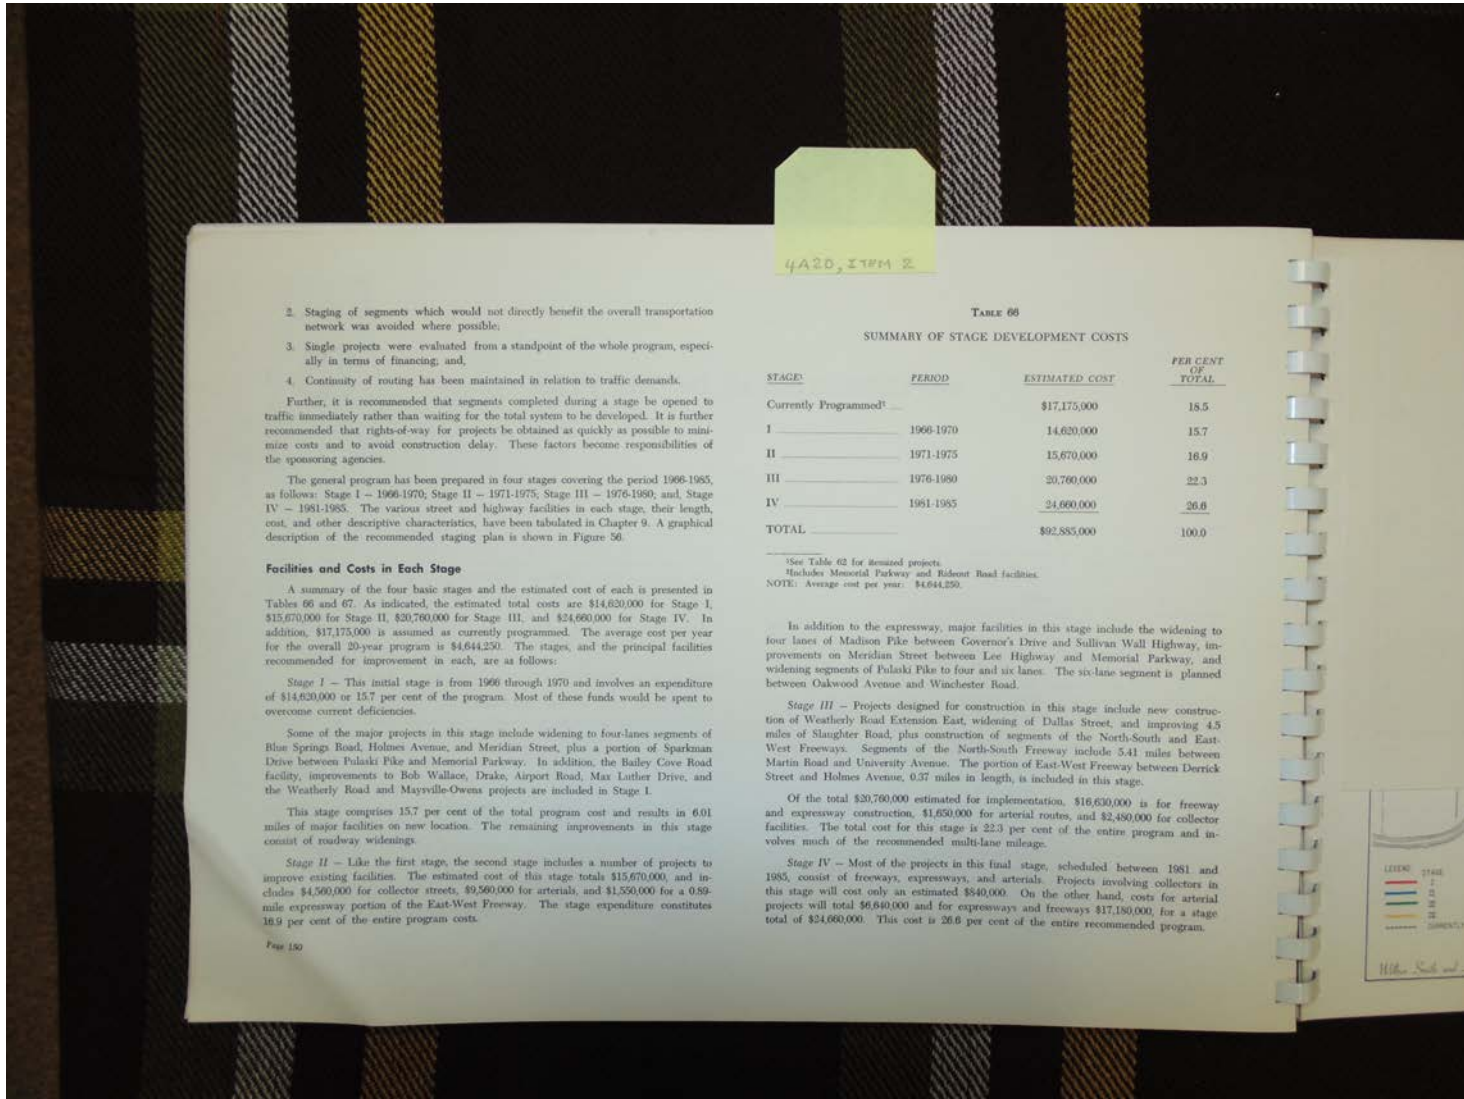 4A2D, ITEM 2
2. Staging of segments which would not directly benefit the overall transportation
network was avoided where possible;
3. Single projects were evaluated from a standpoint of the whole program, especi-
ally in terms of financing; and,
4. Continuity of routing has been maintained in relation to traffic demands.
Further, it is recommended that segments completed during a stage be opened to
traffic immediately rather than waiting for the total system to be developed. It is further
recommended that rights-of-way for projects be obtained as quickly as possible to mini-
mize costs and to avoid construction delay. These factors become responsibilities of
the sponsoring agencies.
The general program has been prepared in four stages covering the period 1966-1985,
as follows: Stage I — 1966-1970; Stage II — 1971-1975; Stage III — 1976-1980; and, Stage
IV — 1981-1985. The various street and highway facilities in each stage, their length,
cost, and other descriptive characteristics, have been tabulated in Chapter 9. A graphical
description of the recommended staging plan is shown in Figure 56.
Facilities and Costs in Each Stage
A summary of the four basic stages and the estimated cost of each is presented in
Tables 66 and 67. As indicated, the estimated total costs are $14,620,000 for Stage I,
$15,670,000 for Stage II, $20,760,000 for Stage III, and $24,660,000 for Stage IV. In
addition, $17,175,000 is assumed as currently programmed. The average cost per year
for the overall 20-year program is $4,644,250. The stages, and the principal facilities
recommended for improvement in each, are as follows:
Stage I — This initial stage is from 1966 through 1970 and involves an expenditure
of $14,620,000 or 15.7 per cent of the program. Most of these funds would be spent to
overcome current deficiencies.
Some of the major projects in this stage include widening to four-lanes segments of
Blue Springs Road, Holmes Avenue, and Meridian Street, plus a portion of Sparkman
Drive between Pulaski Pike and Memorial Parkway. In addition, the Bailey Cove Road
facility, improvements to Bob Wallace, Drake, Airport Road, Max Luther Drive, and
the Weatherly Road and Maysville-Owens projects are included in Stage I.
This stage comprises 15.7 per cent of the total program cost and results in 6.01
miles of major facilities on new location. The remaining improvements in this stage
consist of roadway widenings.
Stage II — Like the first stage, the second stage includes a number of projects to
improve existing facilities. The estimated cost of this stage totals $15,670,000, and in-
cludes $4,560,000 for collector streets, $9,560,000 for arterials, and $1,550,000 for a 0.89-
mile expressway portion of the East-West Freeway. The stage expenditure constitutes
16.9 per cent of the entire program costs.
Page 150
TABLE 66
SUMMARY OF STAGE DEVELOPMENT COSTS
STAGE¹ PERIOD ESTIMATED COST PER CENT OF TOTAL
Currently Programmed² $17,175,000 18.5
I 1966-1970 14,620,000 15.7
II 1971-1975 15,670,000 16.9
III 1976-1980 20,760,000 22.3
IV 1981-1985 24,660,000 26.6
TOTAL $92,885,000 100.0
¹See Table 62 for itemized projects.
²Includes Memorial Parkway and Rideout Road facilities.
NOTE: Average cost per year: $4,644,250.
In addition to the expressway, major facilities in this stage include the widening to
four lanes of Madison Pike between Governor's Drive and Sullivan Wall Highway, im-
provements on Meridian Street between Lee Highway and Memorial Parkway, and
widening segments of Pulaski Pike to four and six lanes. The six-lane segment is planned
between Oakwood Avenue and Winchester Road.
Stage III — Projects designed for construction in this stage include new construc-
tion of Weatherly Road Extension East, widening of Dallas Street, and improving 4.5
miles of Slaughter Road, plus construction of segments of the North-South and East-
West Freeways. Segments of the North-South Freeway include 5.41 miles between
Martin Road and University Avenue. The portion of East-West Freeway between Derrick
Street and Holmes Avenue, 0.37 miles in length, is included in this stage.
Of the total $20,760,000 estimated for implementation, $16,630,000 is for freeway
and expressway construction, $1,650,000 for arterial routes, and $2,480,000 for collector
facilities. The total cost for this stage is 22.3 per cent of the entire program and in-
volves much of the recommended multi-lane mileage.
Stage IV — Most of the projects in this final stage, scheduled between 1981 and
1985, consist of freeways, expressways, and arterials. Projects involving collectors in
this stage will cost only an estimated $840,000. On the other hand, costs for arterial
projects will total $6,640,000 and for expressways and freeways $17,180,000, for a stage
total of $24,660,000. This cost is 26.6 per cent of the entire recommended program.
LEGEND
STAGE
I
CURRENTLY
Wilbur Smith and